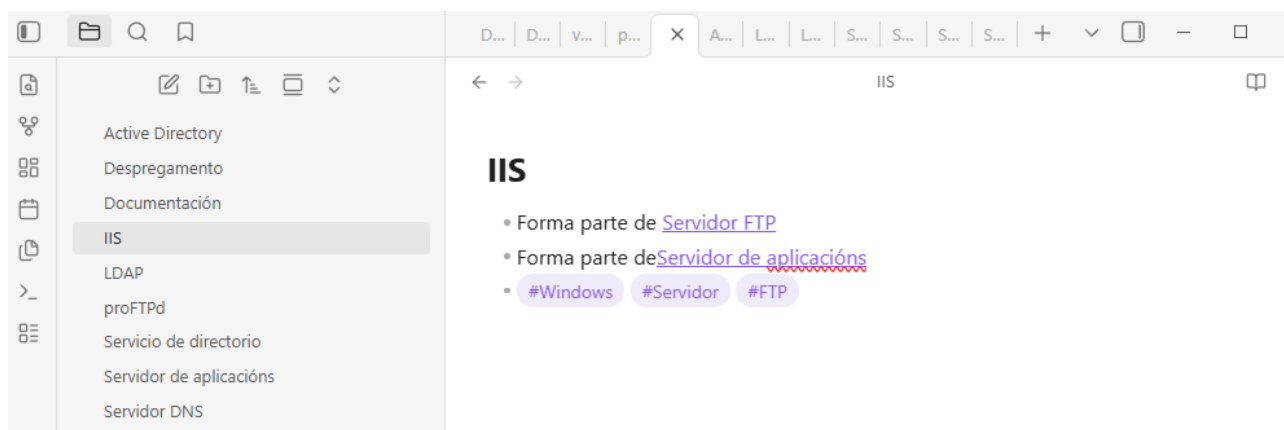 D... D... v... p... A... L... L... S... S... S... S...
IIS
Active Directory
Despregamento
Documentación
IIS
LDAP
proFTPd
Servicio de directorio
Servidor de aplicacións
Servidor DNS
IIS
Forma parte de Servidor FTP
Forma parte deServidor de aplicacións
#Windows #Servidor #FTP